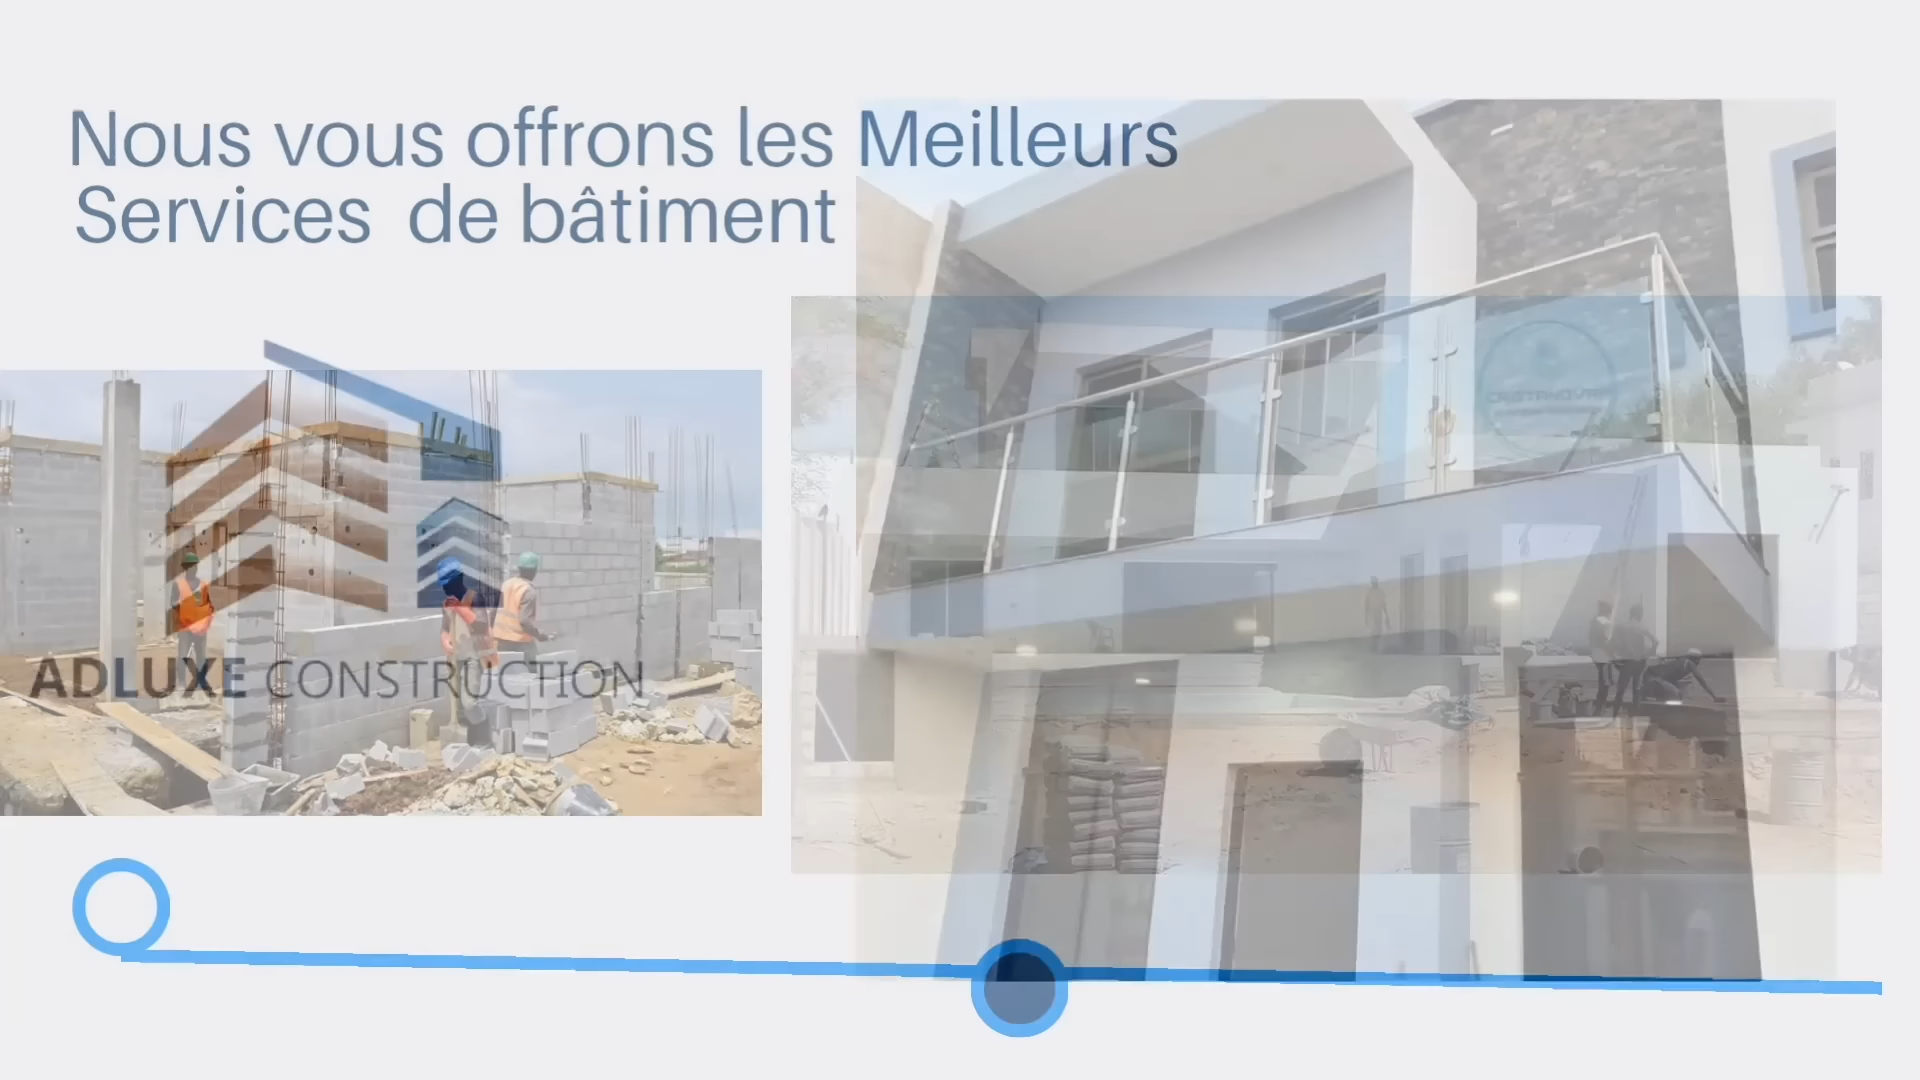 Nous vous offrons les Meilleurs
Services de bâtiment
ADLUXE CONSTRUCTION